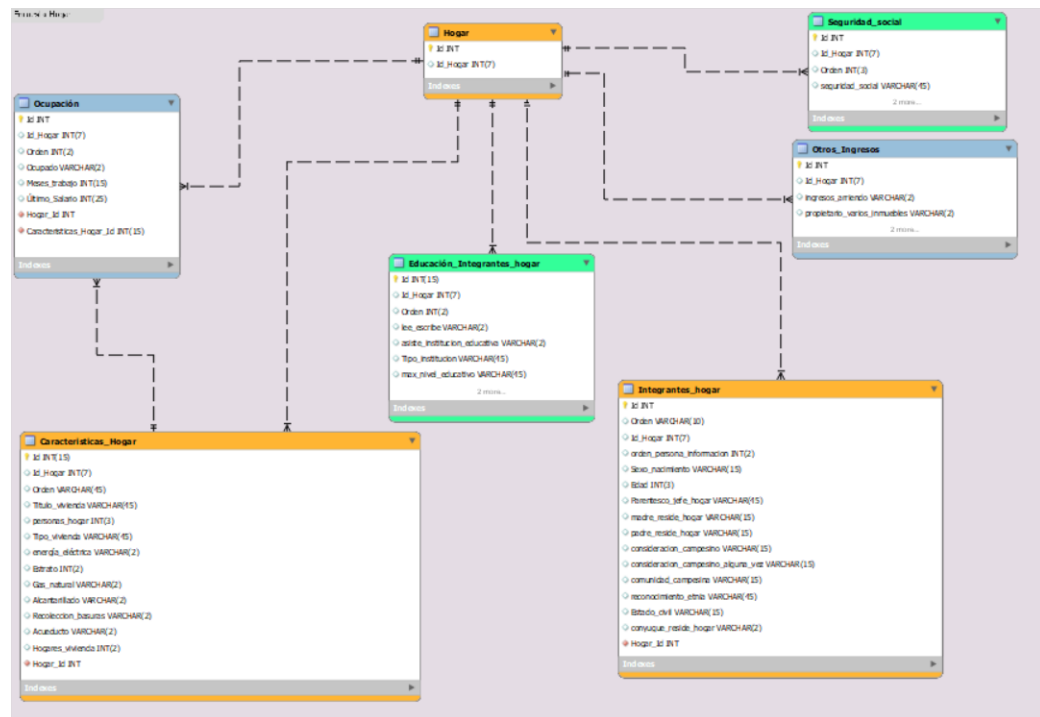 Hogar
Id INT
Id_Hogar INT(7)
Indexes
Seguridad_social
Id INT
Id_Hogar INT(7)
Orden INT(3)
seguridad_social VARCHAR(45)
2 more...
Indexes
Ocupación
Id INT
Id_Hogar INT(7)
Orden INT(2)
Ocupado VARCHAR(2)
Meses_trabajo INT(15)
Último_Salario INT(25)
Hogar_Id INT
Características_Hogar_Id INT(15)
Indexes
Otros_Ingresos
Id INT
Id_Hogar INT(7)
Ingresos_arriendo VARCHAR(2)
propietario_varios_inmuebles VARCHAR(2)
2 more...
Indexes
Educación_Integrantes_hogar
Id INT(15)
Id_Hogar INT(7)
Orden INT(2)
lee_escribe VARCHAR(2)
asiste_institucion_educativa VARCHAR(2)
Tipo_institucion VARCHAR(45)
max_nivel_educativo VARCHAR(45)
2 more...
Indexes
Características_Hogar
Id INT(15)
Id_Hogar INT(7)
Orden VARCHAR(45)
Título_vivienda VARCHAR(45)
personas_hogar INT(3)
Tipo_vivienda VARCHAR(45)
energía_eléctrica VARCHAR(2)
Estrato INT(2)
Gas_natural VARCHAR(2)
Alcantarillado VARCHAR(2)
Recoleccion_basuras VARCHAR(2)
Acueducto VARCHAR(2)
Hogares_vivienda INT(2)
Hogar_Id INT
Indexes
Integrantes_hogar
Id INT
Orden VARCHAR(10)
Id_Hogar INT(7)
orden_persona_informacion INT(2)
Sexo_nacimiento VARCHAR(15)
Edad INT(3)
Parentesco_jefe_hogar VARCHAR(45)
madre_reside_hogar VARCHAR(15)
padre_reside_hogar VARCHAR(15)
consideracion_campesino VARCHAR(15)
consideracion_campesino_alguna_vez VARCHAR(15)
comunidad_campesina VARCHAR(15)
reconocimiento_etnia VARCHAR(45)
Estado_civil VARCHAR(15)
conyugue_reside_hogar VARCHAR(2)
Hogar_Id INT
Indexes